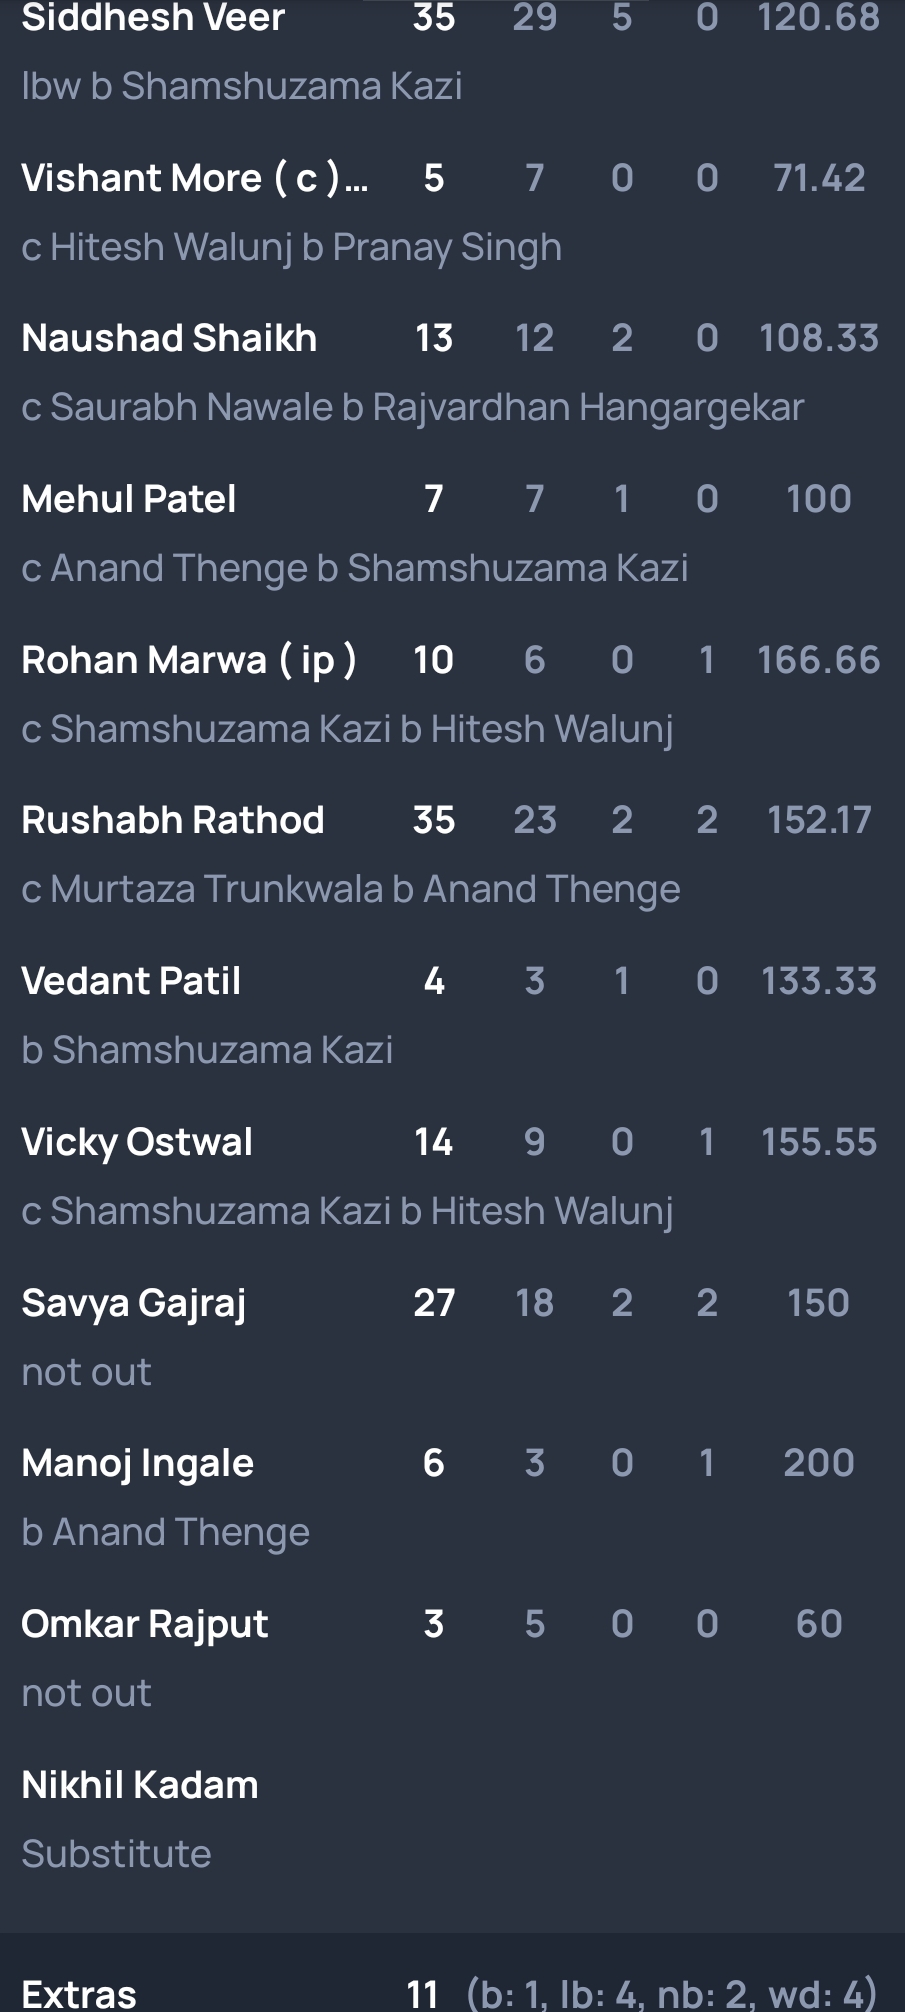 Siddhesh Veer 35 29 5 0 120.68
lbw b Shamshuzama Kazi
Vishant More ( c )... 5 7 0 0 71.42
c Hitesh Walunj b Pranay Singh
Naushad Shaikh 13 12 2 0 108.33
c Saurabh Nawale b Rajvardhan Hangargekar
Mehul Patel 7 7 1 0 100
c Anand Thenge b Shamshuzama Kazi
Rohan Marwa ( ip ) 10 6 0 1 166.66
c Shamshuzama Kazi b Hitesh Walunj
Rushabh Rathod 35 23 2 2 152.17
c Murtaza Trunkwala b Anand Thenge
Vedant Patil 4 3 1 0 133.33
b Shamshuzama Kazi
Vicky Ostwal 14 9 0 1 155.55
c Shamshuzama Kazi b Hitesh Walunj
Savya Gajraj 27 18 2 2 150
not out
Manoj Ingale 6 3 0 1 200
b Anand Thenge
Omkar Rajput 3 5 0 0 60
not out
Nikhil Kadam
Substitute
Extras 11 (b: 1, lb: 4, nb: 2, wd: 4)